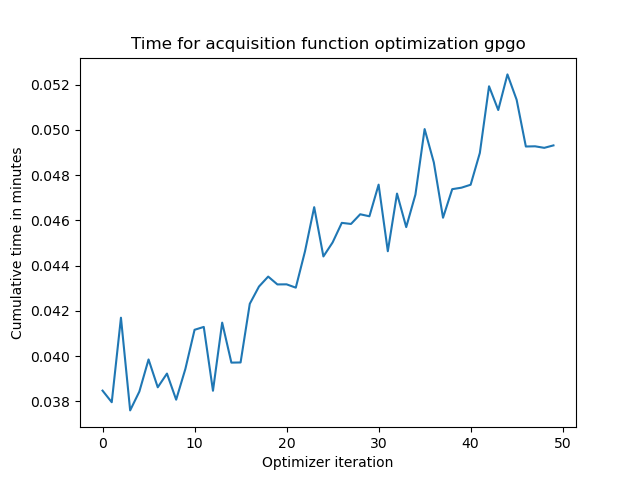 Time for acquisition function optimization gpgo
Cumulative time in minutes
0.052
0.050
0.048
0.046
0.044
0.042
0.040
0.038
0 10 20 30 40 50
Optimizer iteration